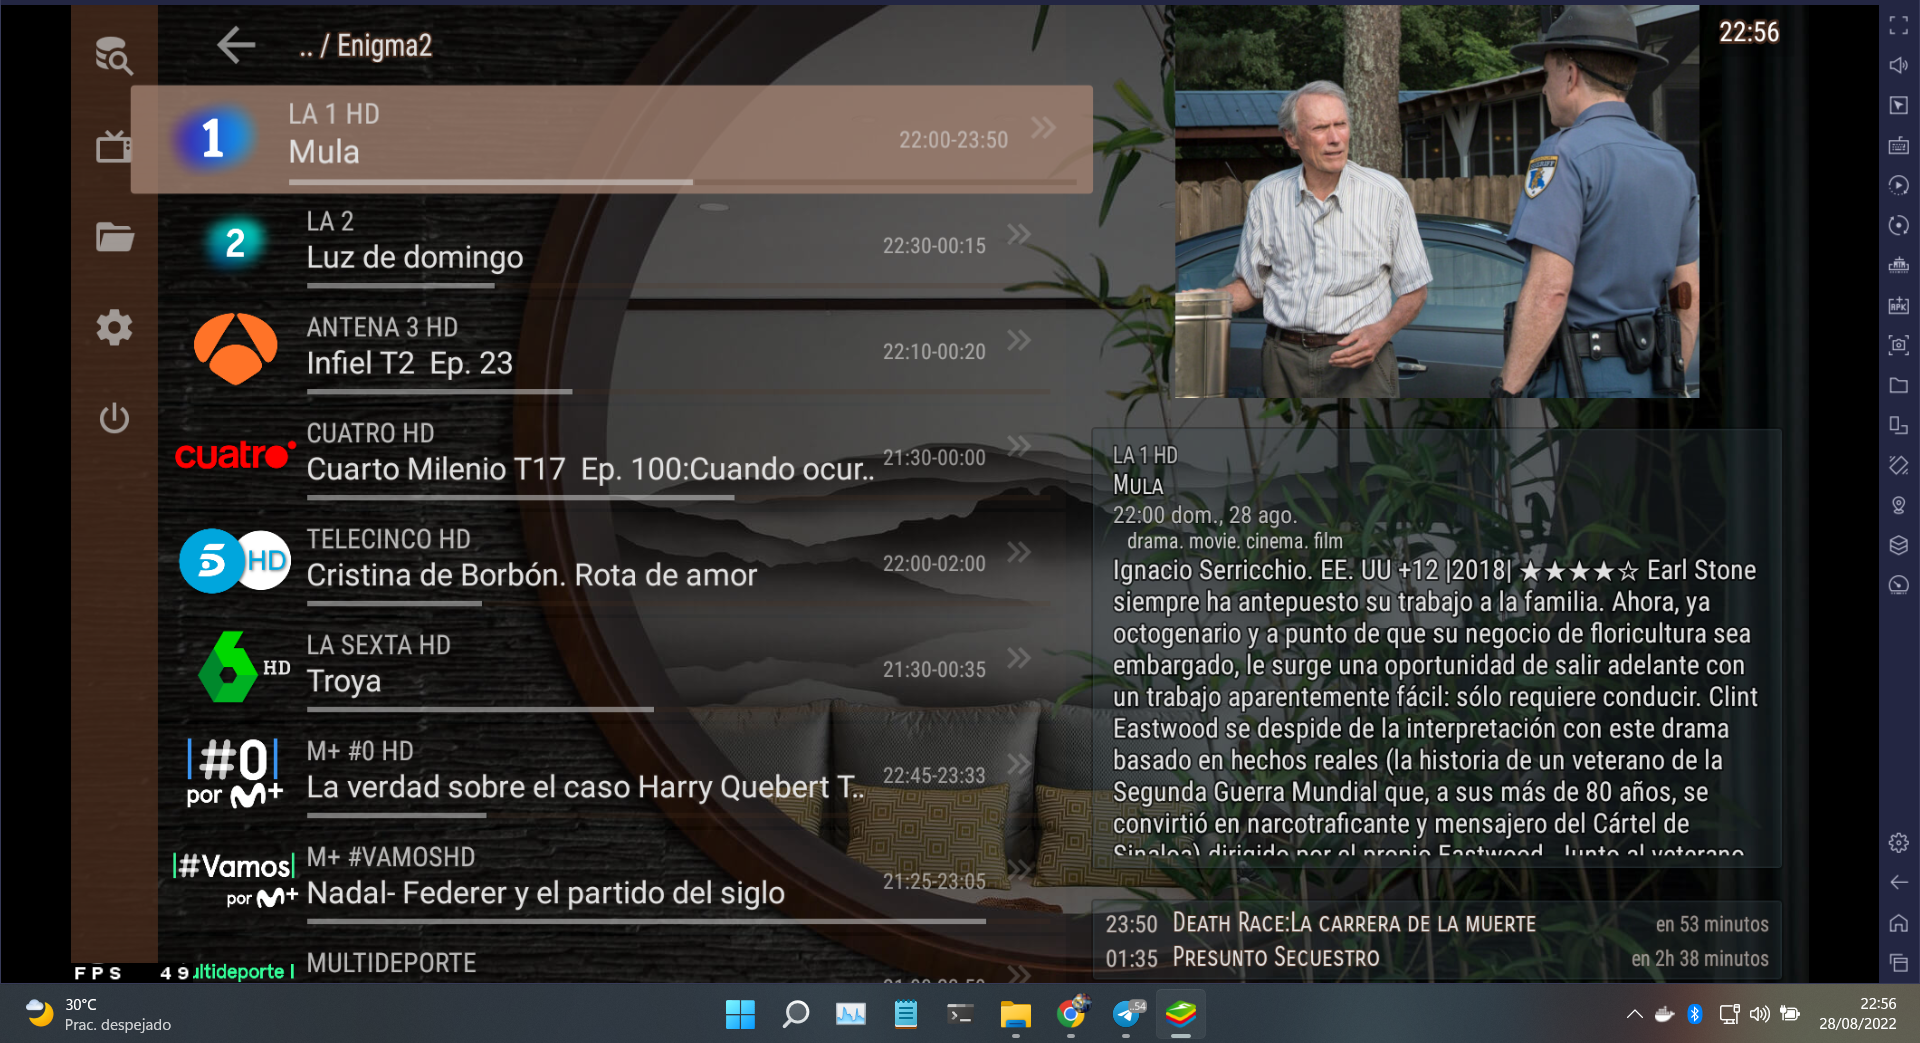 .. / Enigma2
22:56
1
LA 1 HD
Mula
22:00-23:50
2
LA 2
Luz de domingo
22:30-00:15
ANTENA 3 HD
Infiel T2 Ep. 23
22:10-00:20
cuatro
CUATRO HD
Cuarto Milenio T17 Ep. 100:Cuando ocur..
21:30-00:00
5 HD
TELECINCO HD
Cristina de Borbón. Rota de amor
22:00-02:00
6 HD
LA SEXTA HD
Troya
21:30-00:35
|#0|
por M+
M+ #0 HD
La verdad sobre el caso Harry Quebert T..
22:45-23:33
|#Vamos|
por M+
M+ #VAMOSHD
Nadal- Federer y el partido del siglo
21:25-23:05
ultideporte |
MULTIDEPORTE
FPS 49
LA 1 HD
MULA
22:00 dom., 28 ago.
drama. movie. cinema. film
Ignacio Serricchio. EE. UU +12 |2018| ★★★★☆ Earl Stone
siempre ha antepuesto su trabajo a la familia. Ahora, ya
octogenario y a punto de que su negocio de floricultura sea
embargado, le surge una oportunidad de salir adelante con
un trabajo aparentemente fácil: sólo requiere conducir. Clint
Eastwood se despide de la interpretación con este drama
basado en hechos reales (la historia de un veterano de la
Segunda Guerra Mundial que, a sus más de 80 años, se
convirtió en narcotraficante y mensajero del Cártel de
Sinaloa) dirigido por el propio Eastwood. Junto al veterano
23:50 DEATH RACE:LA CARRERA DE LA MUERTE en 53 minutos
01:35 PRESUNTO SECUESTRO en 2h 38 minutos
30°C
Prac. despejado
54
22:56
28/08/2022